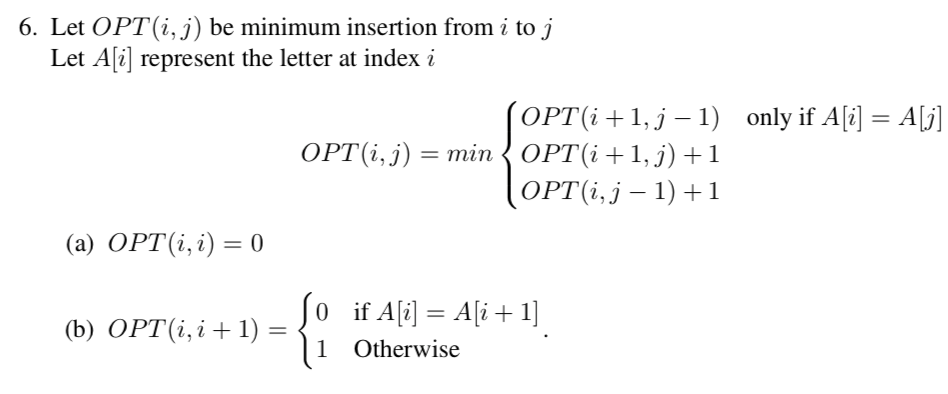 6. Let OPT(i, j) be minimum insertion from i to j
Let A[i] represent the letter at index i
OPT(i + 1, j − 1) only if A[i] = A[j]
OPT(i, j) = min { OPT(i + 1, j) + 1
OPT(i, j − 1) + 1
(a) OPT(i, i) = 0
0 if A[i] = A[i + 1]
(b) OPT(i, i + 1) = { .
1 Otherwise